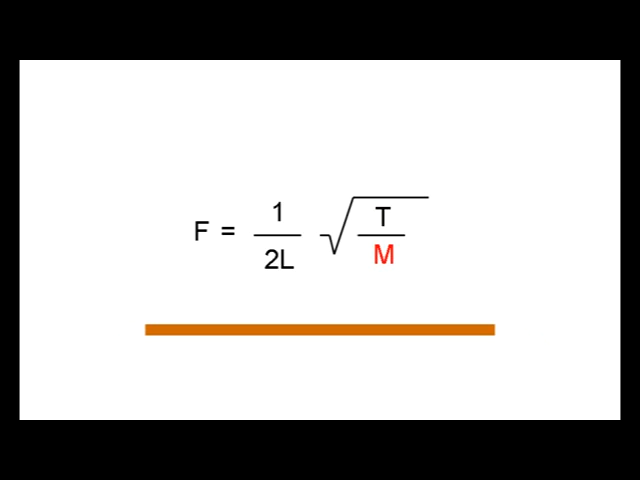 F = 1/2L √T/M